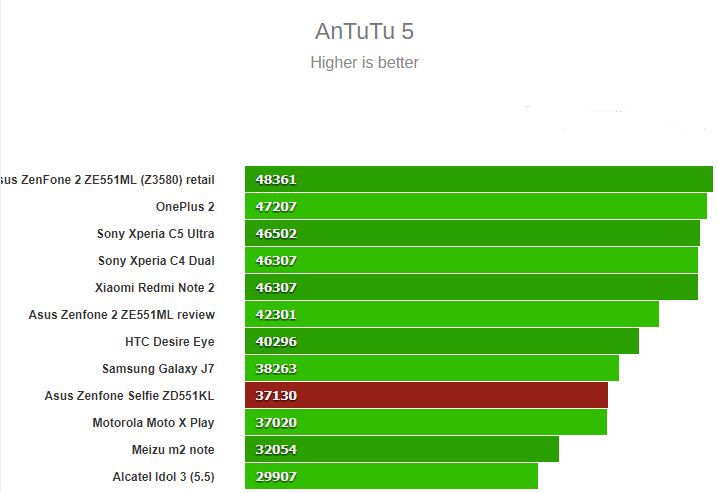 AnTuTu 5
Higher is better
sus ZenFone 2 ZE551ML (Z3580) retail 48361
OnePlus 2 47207
Sony Xperia C5 Ultra 46502
Sony Xperia C4 Dual 46307
Xiaomi Redmi Note 2 46307
Asus Zenfone 2 ZE551ML review 42301
HTC Desire Eye 40296
Samsung Galaxy J7 38263
Asus Zenfone Selfie ZD551KL 37130
Motorola Moto X Play 37020
Meizu m2 note 32054
Alcatel Idol 3 (5.5) 29907